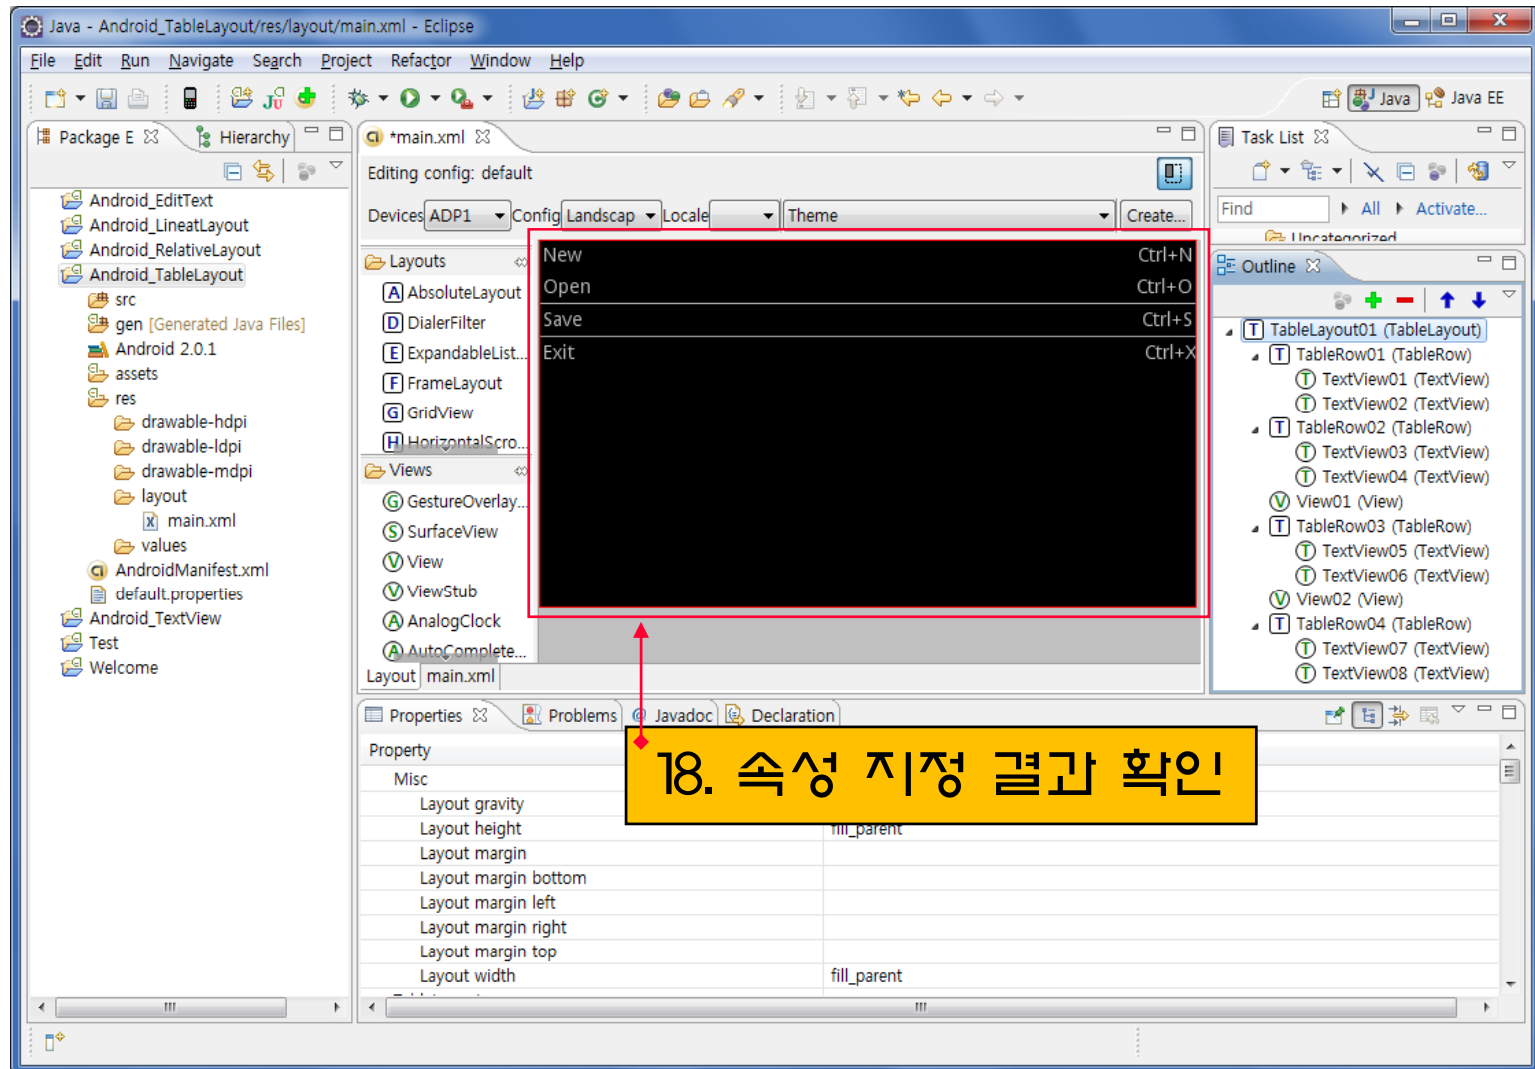 Java - Android_TableLayout/res/layout/main.xml - Eclipse
File Edit Run Navigate Search Project Refactor Window Help
Java
Java EE
Package E
Hierarchy
Android_EditText
Android_LineatLayout
Android_RelativeLayout
Android_TableLayout
src
gen [Generated Java Files]
Android 2.0.1
assets
res
drawable-hdpi
drawable-ldpi
drawable-mdpi
layout
main.xml
values
AndroidManifest.xml
default.properties
Android_TextView
Test
Welcome
*main.xml
Editing config: default
Devices ADP1 Config Landscap Locale Theme Create...
Layouts
A AbsoluteLayout
D DialerFilter
E ExpandableList...
F FrameLayout
G GridView
H HorizontalScro...
Views
G GestureOverlay...
S SurfaceView
V View
V ViewStub
A AnalogClock
A AutoComplete...
New Ctrl+N
Open Ctrl+O
Save Ctrl+S
Exit Ctrl+X
Layout main.xml
Task List
Find All Activate...
Uncategorized
Outline
T TableLayout01 (TableLayout)
T TableRow01 (TableRow)
T TextView01 (TextView)
T TextView02 (TextView)
T TableRow02 (TableRow)
T TextView03 (TextView)
T TextView04 (TextView)
V View01 (View)
T TableRow03 (TableRow)
T TextView05 (TextView)
T TextView06 (TextView)
V View02 (View)
T TableRow04 (TableRow)
T TextView07 (TextView)
T TextView08 (TextView)
Properties Problems @ Javadoc Declaration
Property
18. 속성 지정 결과 확인
Misc
Layout gravity
Layout height fill_parent
Layout margin
Layout margin bottom
Layout margin left
Layout margin right
Layout margin top
Layout width fill_parent